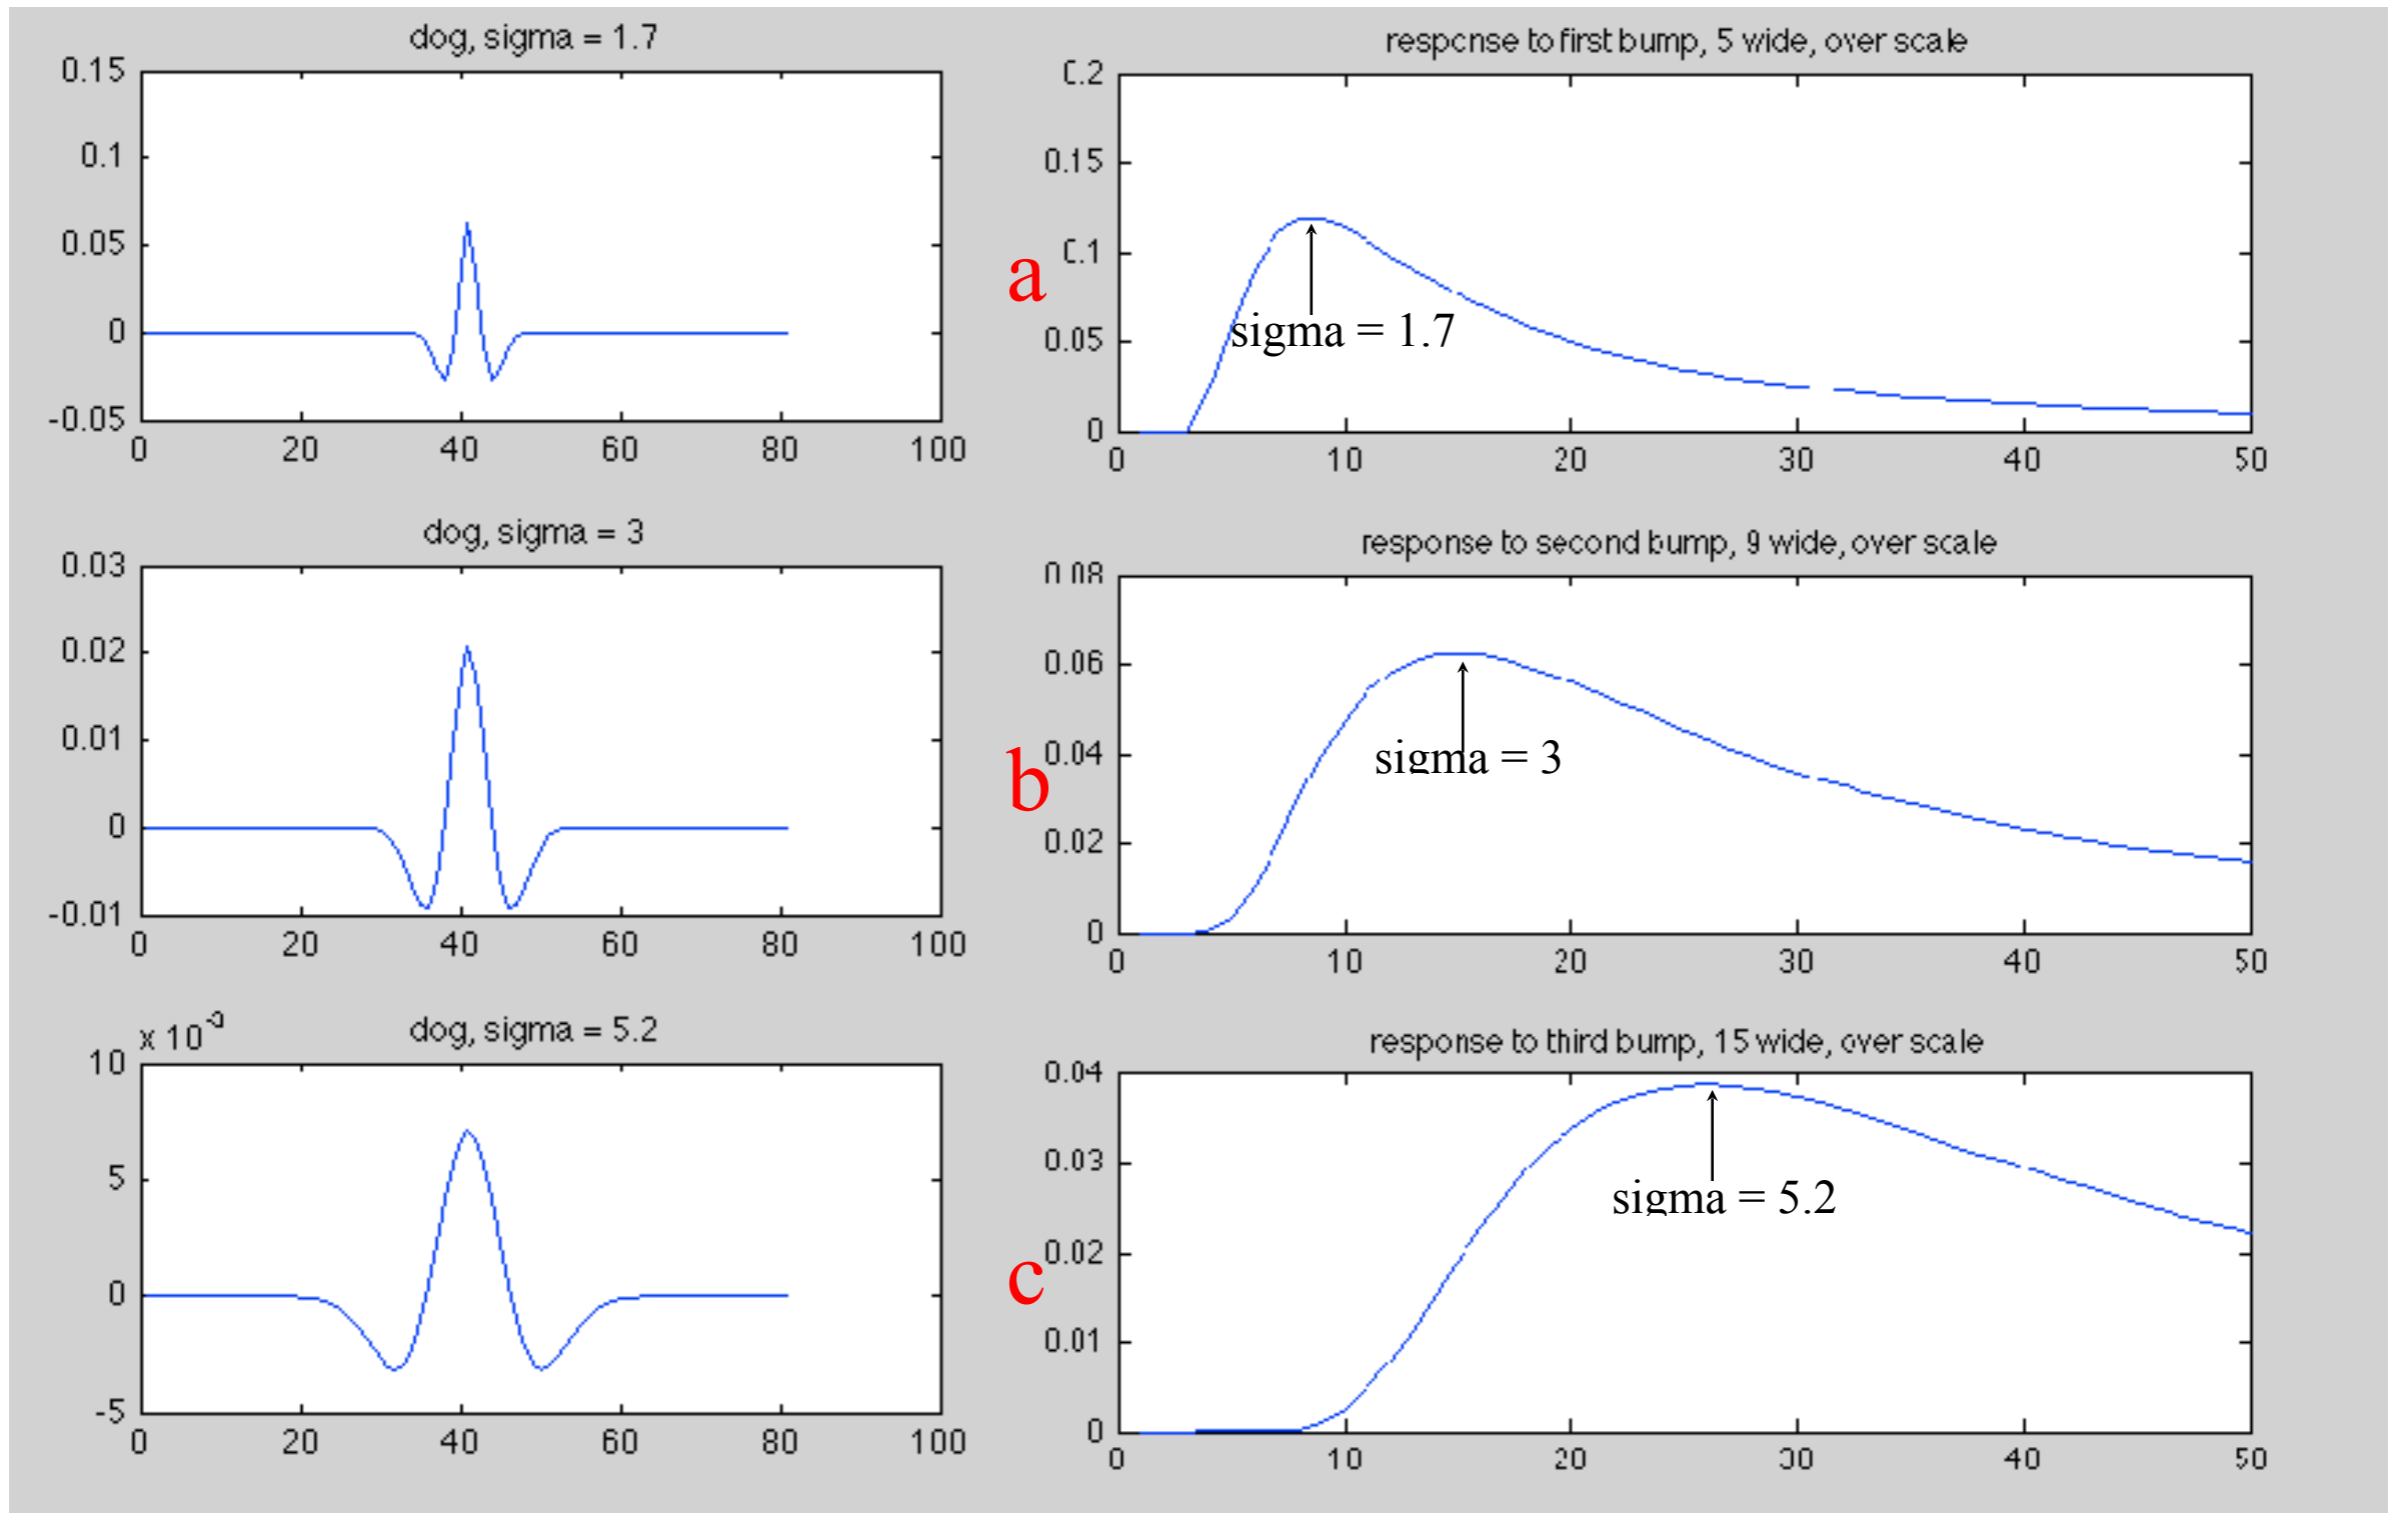 dog, sigma = 1.7
0.15
0.1
0.05
0
-0.05
0 20 40 60 80 100
response to first bump, 5 wide, over scale
0.2
0.15
0.1
0.05
0
0 10 20 30 40 50
a
sigma = 1.7
dog, sigma = 3
0.03
0.02
0.01
0
-0.01
0 20 40 60 80 100
response to second bump, 9 wide, over scale
0.08
0.06
0.04
0.02
0
0 10 20 30 40 50
b
sigma = 3
x 10^-3
dog, sigma = 5.2
10
5
0
-5
0 20 40 60 80 100
response to third bump, 15 wide, over scale
0.04
0.03
0.02
0.01
0
0 10 20 30 40 50
c
sigma = 5.2